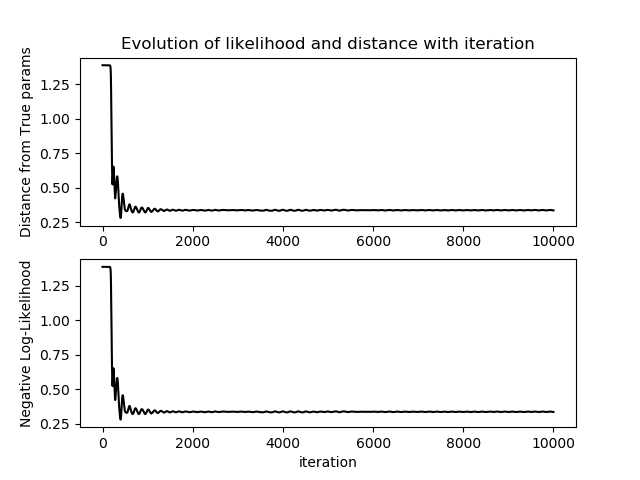 Evolution of likelihood and distance with iteration
Distance from True params
1.25
1.00
0.75
0.50
0.25
0 2000 4000 6000 8000 10000
Negative Log-Likelihood
1.25
1.00
0.75
0.50
0.25
0 2000 4000 6000 8000 10000
iteration